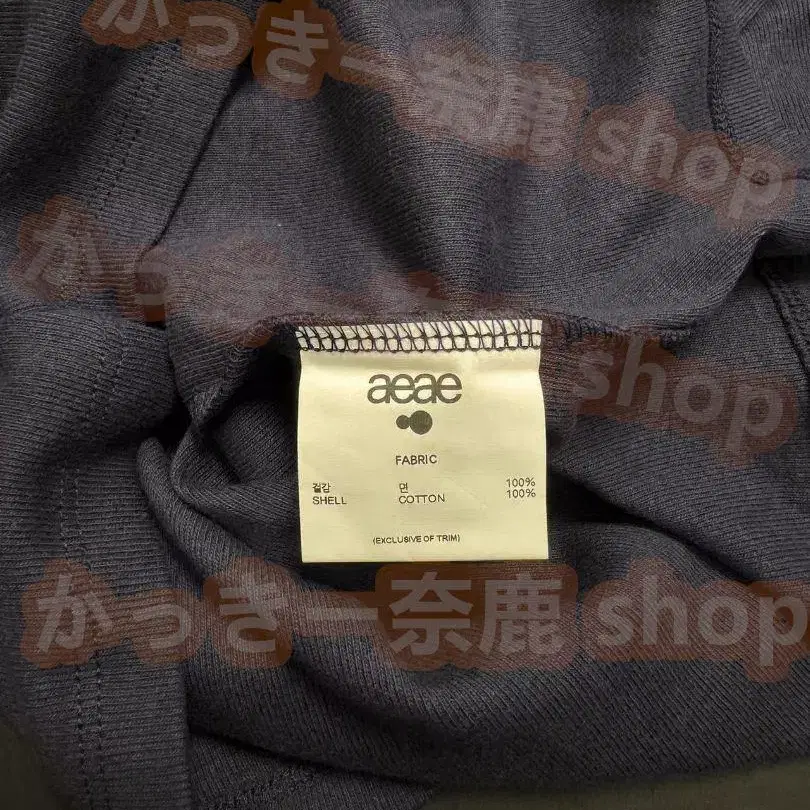 かっきー奈鹿 shop
かっきー奈鹿 shop
aeae
FABRIC
겉감 면 100%
SHELL COTTON 100%
(EXCLUSIVE OF TRIM)
かっきー奈鹿 shop